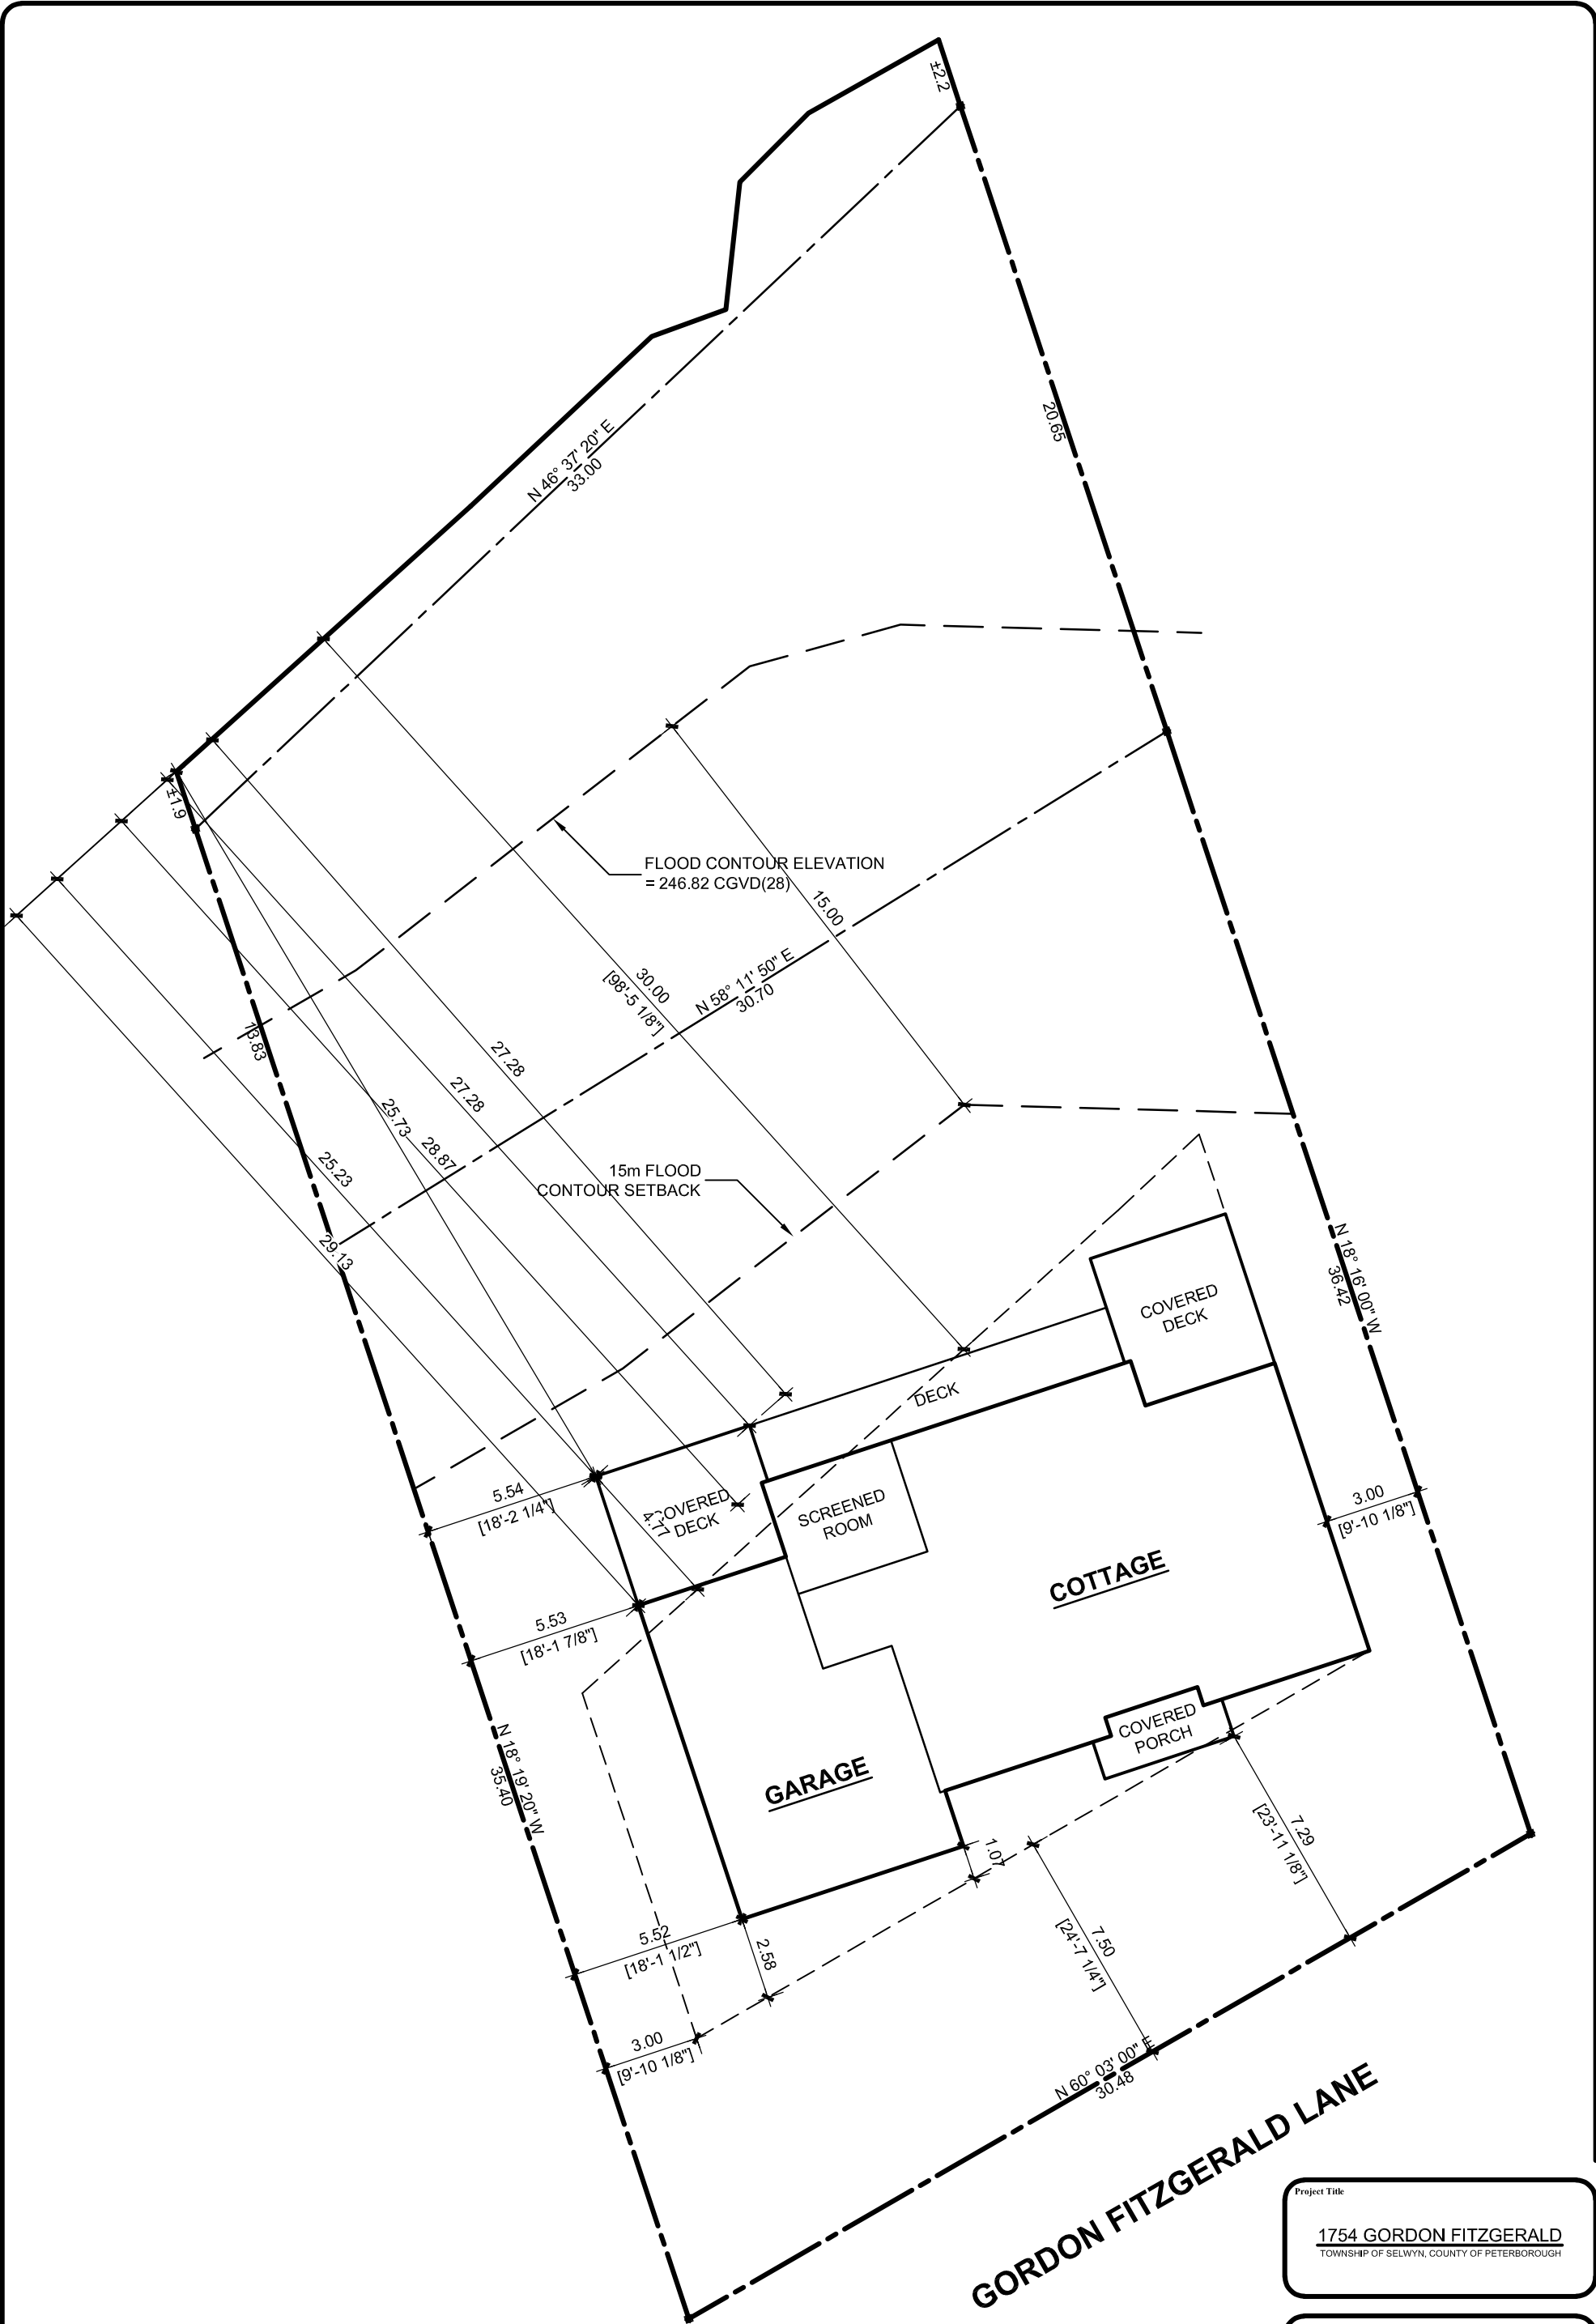 ±2.2
20.65
N 46° 37' 20" E
33.00
±1.9
FLOOD CONTOUR ELEVATION
= 246.82 CGVD(28)
15.00
N 58° 11' 50" E
30.70
30.00
[98'-5 1/8"]
13.83
27.28
27.28
25.73
28.87
25.23
29.13
15m FLOOD
CONTOUR SETBACK
N 18° 16' 00" W
36.42
COVERED
DECK
DECK
5.54
[18'-2 1/4"]
COVERED
DECK
4.77
SCREENED
ROOM
3.00
[9'-10 1/8"]
COTTAGE
5.53
[18'-1 7/8"]
COVERED
PORCH
N 18° 19' 20" W
35.40
GARAGE
1.07
7.29
[23'-11 1/8"]
5.52
[18'-1 1/2"]
2.58
7.50
[24'-7 1/4"]
3.00
[9'-10 1/8"]
N 60° 03' 00" E
30.48
GORDON FITZGERALD LANE
Project Title
1754 GORDON FITZGERALD
TOWNSHIP OF SELWYN, COUNTY OF PETERBOROUGH